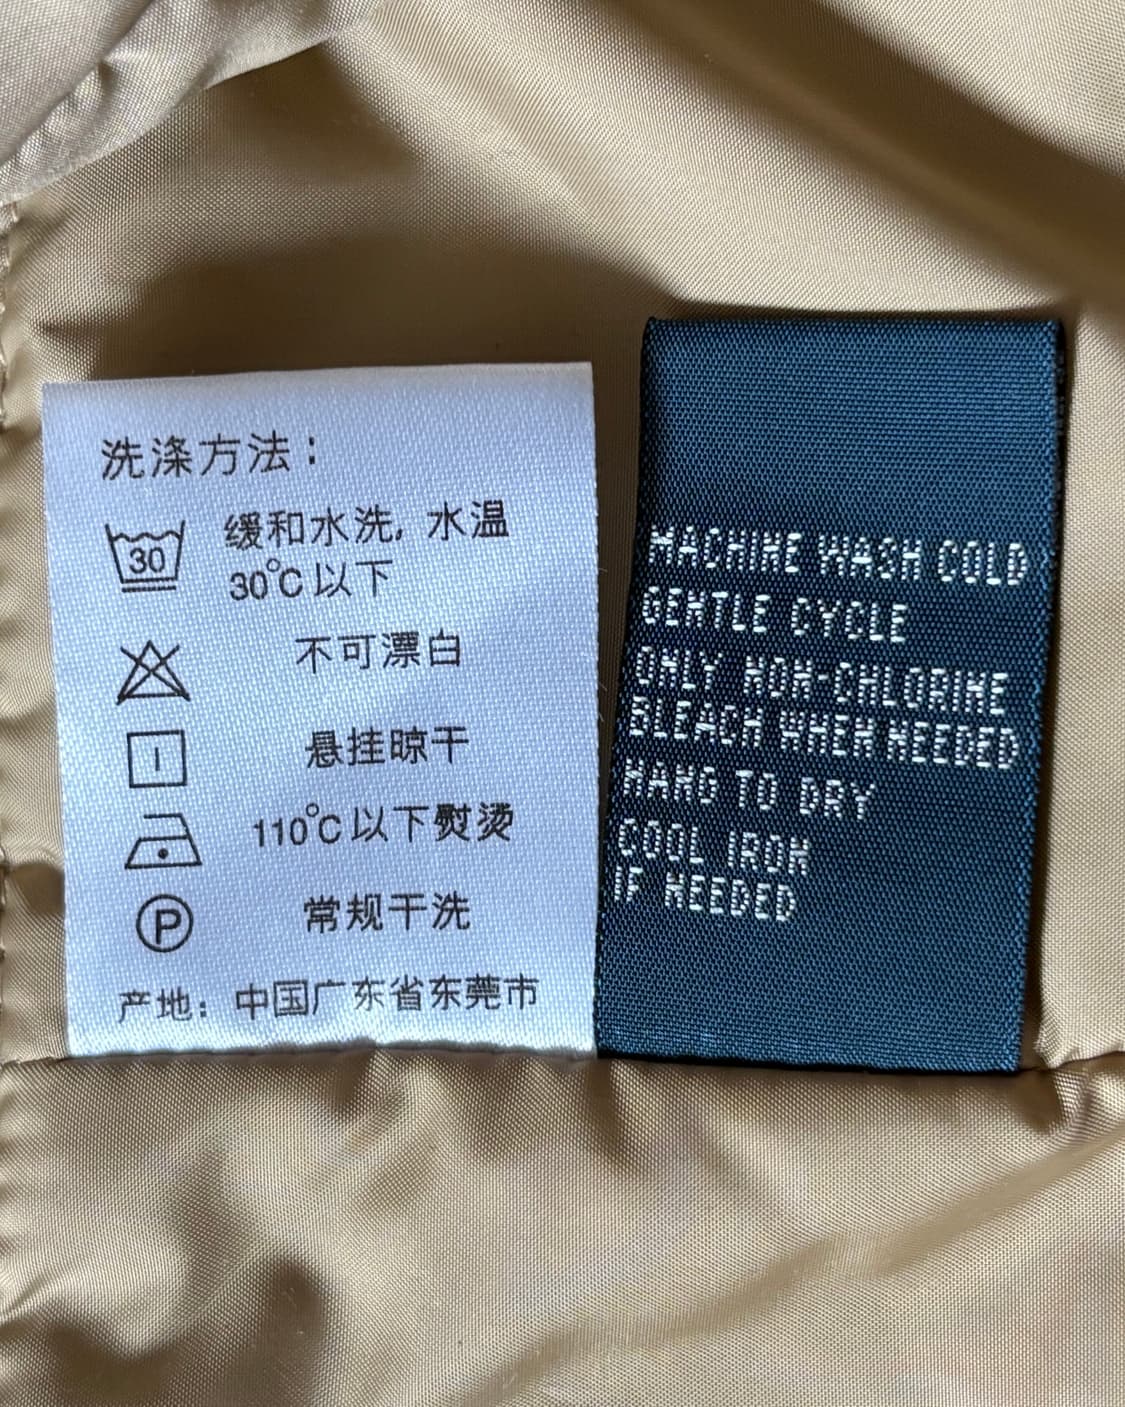 洗涤方法：
30 缓和水洗, 水温
30℃以下
不可漂白
悬挂晾干
110℃以下熨烫
P 常规干洗
产地：中国广东省东莞市
MACHINE WASH COLD
GENTLE CYCLE
ONLY NON-CHLORINE
BLEACH WHEN NEEDED
HANG TO DRY
COOL IRON
IF NEEDED